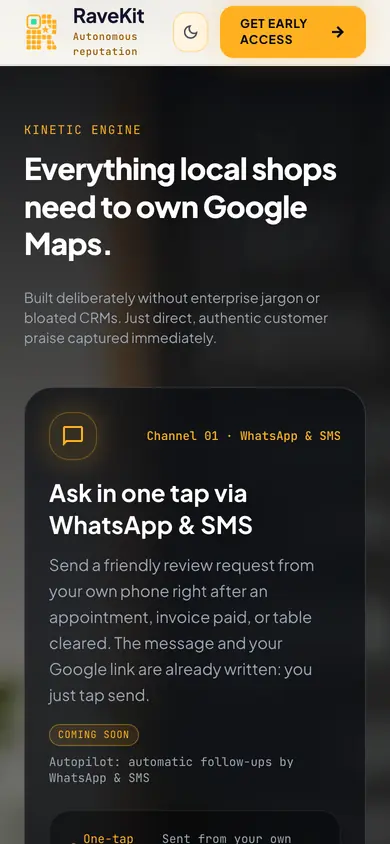 RaveKit
Autonomous
reputation
GET EARLY
ACCESS
KINETIC ENGINE
Everything local shops
need to own Google
Maps.
Built deliberately without enterprise jargon or
bloated CRMs. Just direct, authentic customer
praise captured immediately.
Channel 01 · WhatsApp & SMS
Ask in one tap via
WhatsApp & SMS
Send a friendly review request from
your own phone right after an
appointment, invoice paid, or table
cleared. The message and your
Google link are already written: you
just tap send.
COMING SOON
Autopilot: automatic follow-ups by
WhatsApp & SMS
One-tap Sent from your own